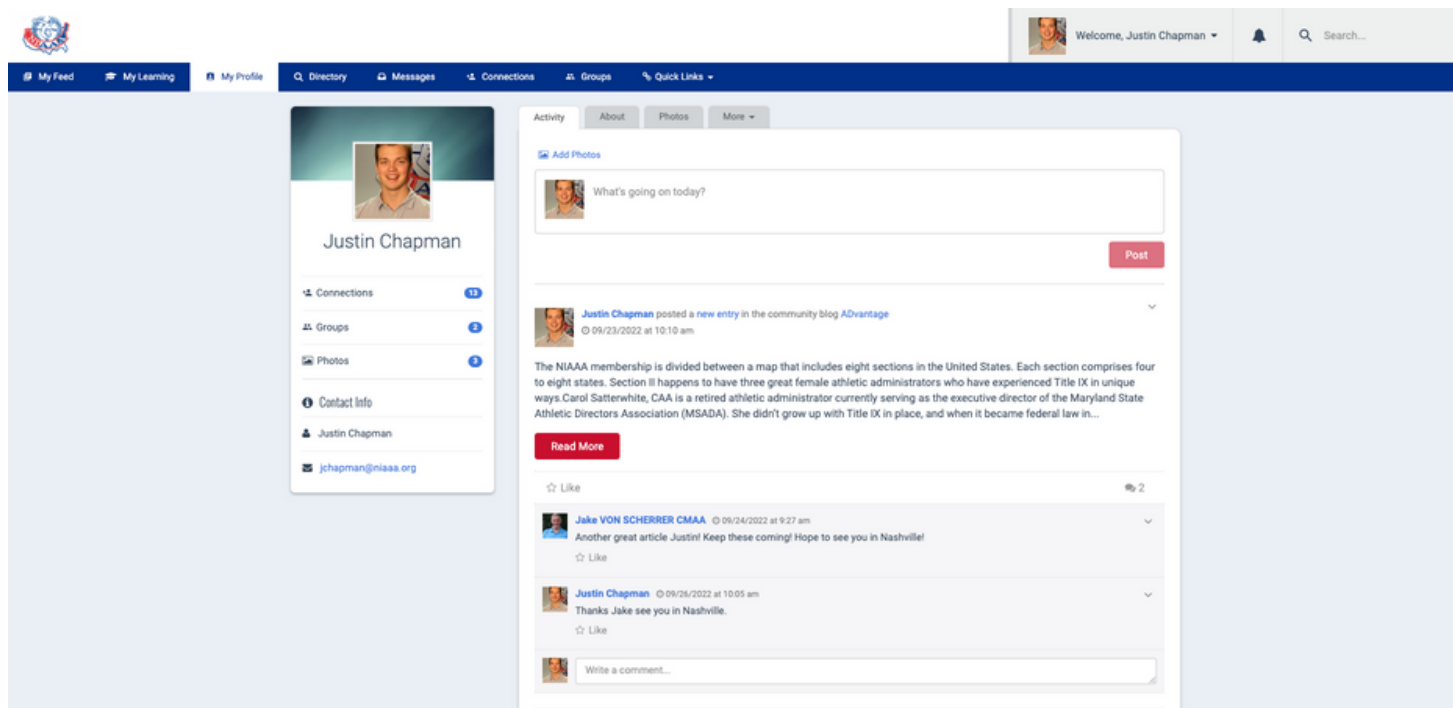 Welcome, Justin Chapman
Search...
My Feed
My Learning
My Profile
Directory
Messages
Connections
Groups
Quick Links
Justin Chapman
Connections 13
Groups 2
Photos 3
Contact Info
Justin Chapman
jchapman@niaaa.org
Activity
About
Photos
More
Add Photos
What's going on today?
Post
Justin Chapman posted a new entry in the community blog ADvantage
09/23/2022 at 10:10 am
The NIAAA membership is divided between a map that includes eight sections in the United States. Each section comprises four
to eight states. Section II happens to have three great female athletic administrators who have experienced Title IX in unique
ways.Carol Satterwhite, CAA is a retired athletic administrator currently serving as the executive director of the Maryland State
Athletic Directors Association (MSADA). She didn't grow up with Title IX in place, and when it became federal law in...
Read More
Like
2
Jake VON SCHERRER CMAA 09/24/2022 at 9:27 am
Another great article Justin! Keep these coming! Hope to see you in Nashville!
Like
Justin Chapman 09/26/2022 at 10:05 am
Thanks Jake see you in Nashville.
Like
Write a comment...